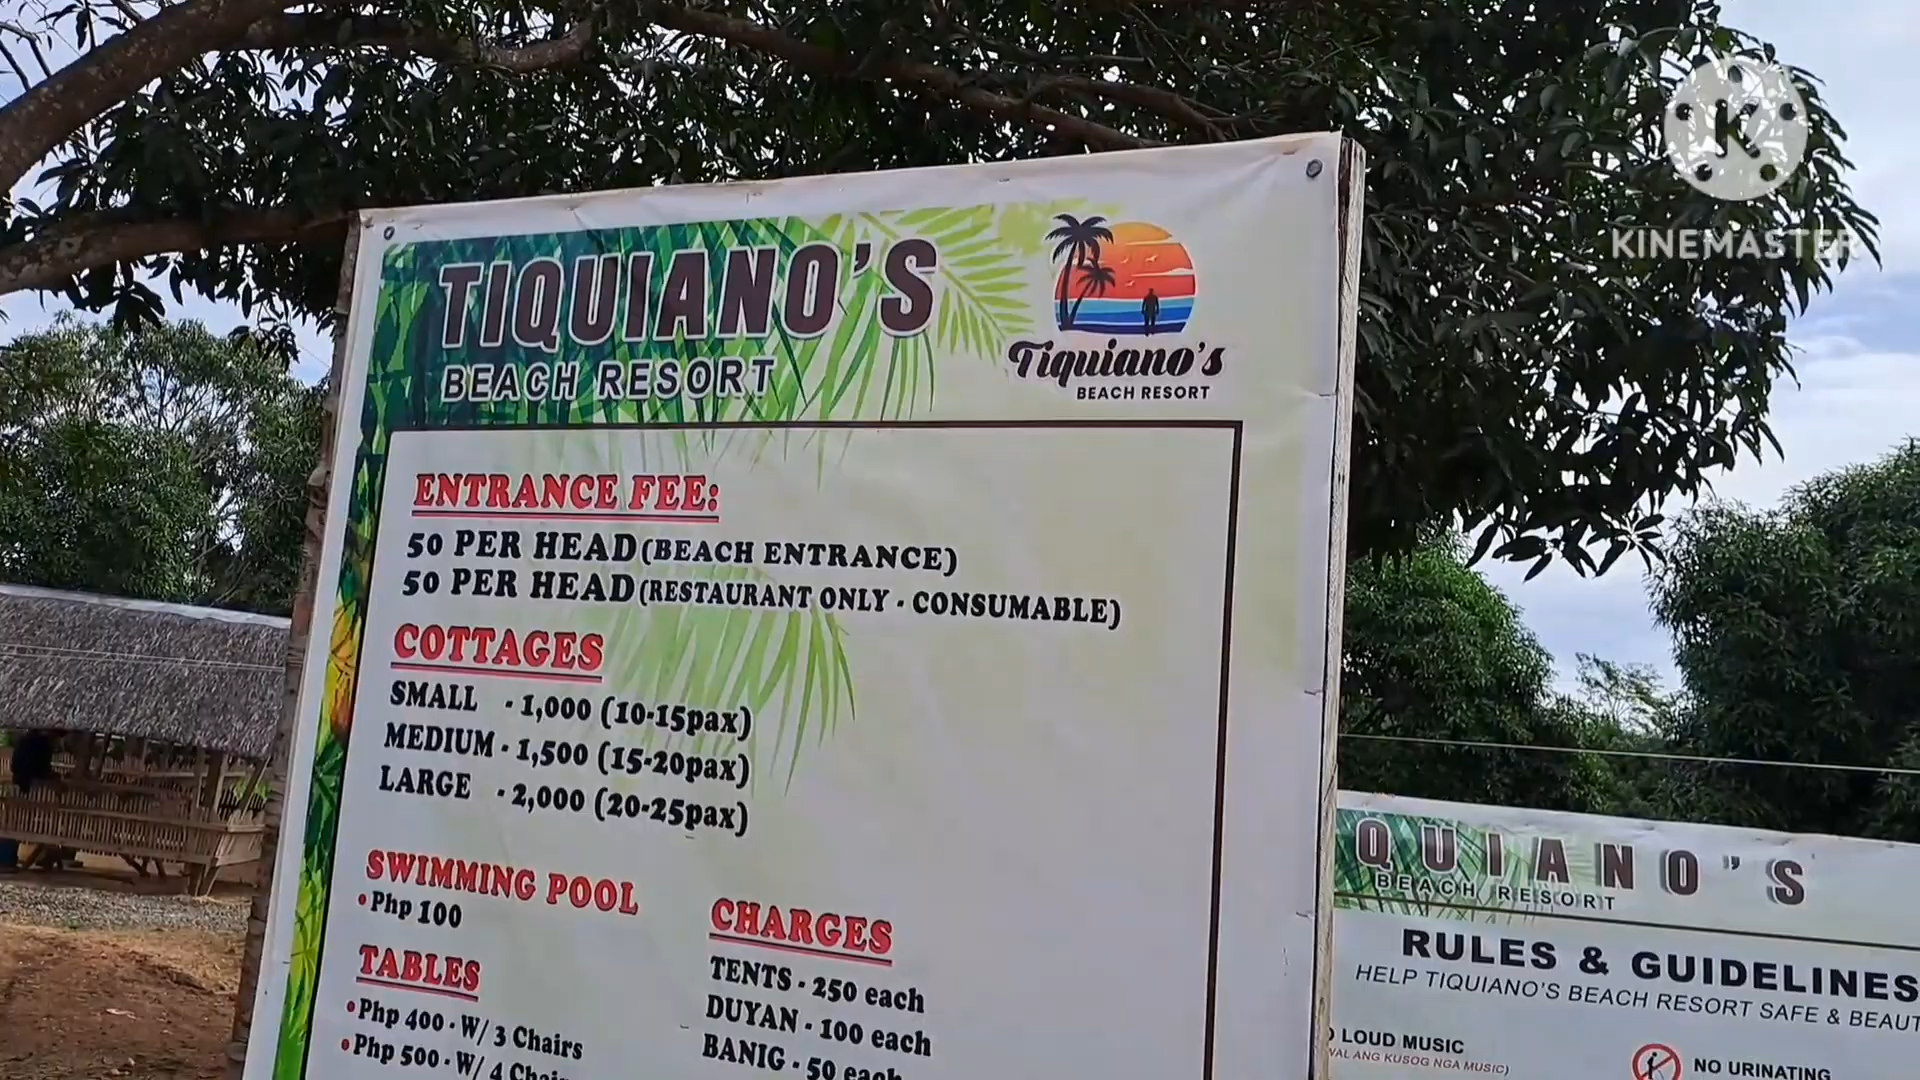 KINEMASTER
TIQUIANO'S
BEACH RESORT
Tiquiano's
BEACH RESORT
ENTRANCE FEE:
50 PER HEAD (BEACH ENTRANCE)
50 PER HEAD (RESTAURANT ONLY - CONSUMABLE)
COTTAGES
SMALL - 1,000 (10-15pax)
MEDIUM - 1,500 (15-20pax)
LARGE - 2,000 (20-25pax)
SWIMMING POOL
• Php 100
TABLES
• Php 400 - W/ 3 Chairs
• Php 500 - W/ 4 Chairs
CHARGES
TENTS - 250 each
DUYAN - 100 each
BANIG - 50 each
QUIANO'S
BEACH RESORT
RULES & GUIDELINES
HELP TIQUIANO'S BEACH RESORT SAFE &
LOUD MUSIC
ANG KUSOG NGA MUSIC)
NO URINATING